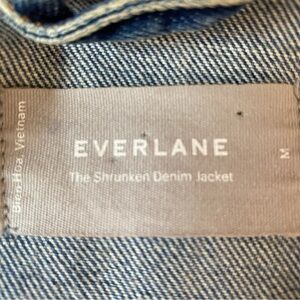 Bien Hoa, Vietnam
EVERLANE
The Shrunken Denim Jacket
M